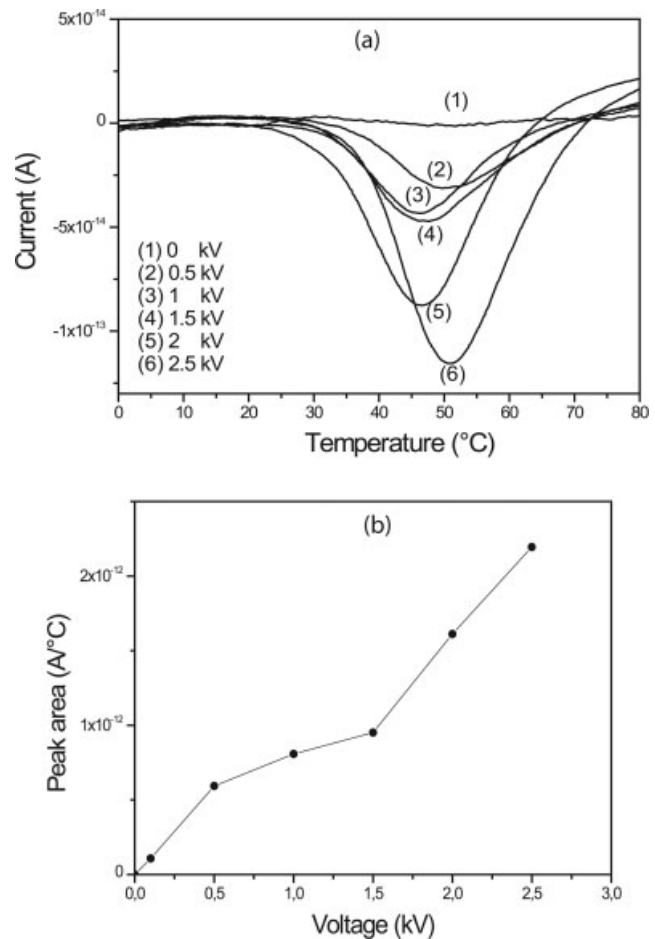 5x10⁻¹⁴
(a)
(1)
0
(2)
(3)
(4)
-5x10⁻¹⁴
(5)
-1x10⁻¹³
(6)
Current (A)
(1) 0 kV
(2) 0.5 kV
(3) 1 kV
(4) 1.5 kV
(5) 2 kV
(6) 2.5 kV
0 10 20 30 40 50 60 70 80
Temperature (°C)
(b)
2x10⁻¹²
1x10⁻¹²
0
Peak area (A/°C)
0,0 0,5 1,0 1,5 2,0 2,5 3,0
Voltage (kV)